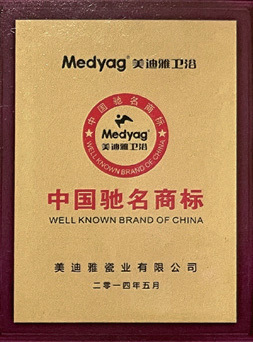 Medyag® 美迪雅卫浴
中国驰名商标
Medyag®
美迪雅卫浴
WELL KNOWN BRAND OF CHINA
中国驰名商标
WELL KNOWN BRAND OF CHINA
美迪雅瓷业有限公司
二零一四年五月